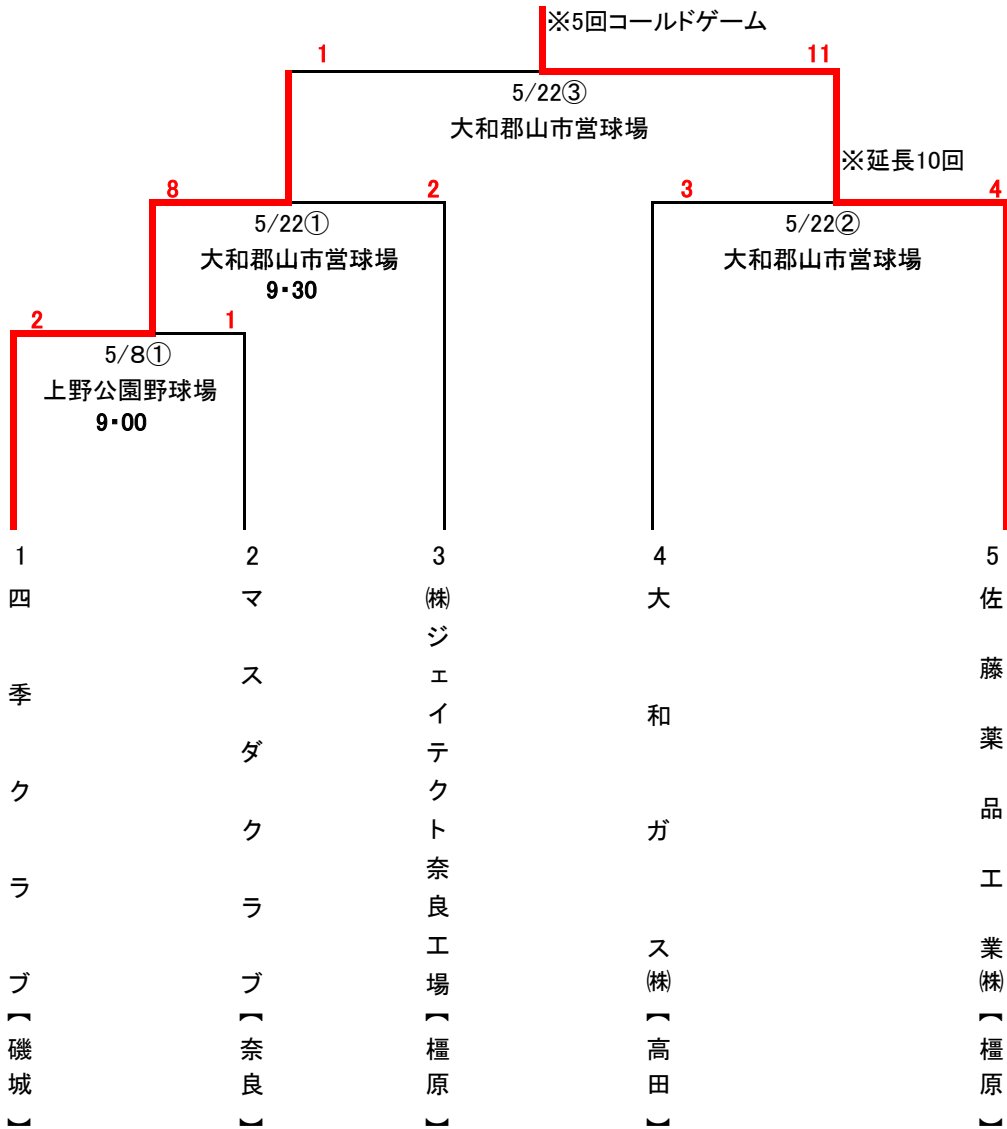 ※5回コールドゲーム
1
11
5/22③
大和郡山市営球場
※延長10回
8
2
3
4
5/22①
大和郡山市営球場
9・30
5/22②
大和郡山市営球場
2
1
5/8①
上野公園野球場
9・00
1
2
3
4
5
四季クラブ【磯城】
マスダクラブ【奈良】
㈱ジェイテクト奈良工場【橿原】
大和ガス㈱【高田】
佐藤薬品工業㈱【橿原】